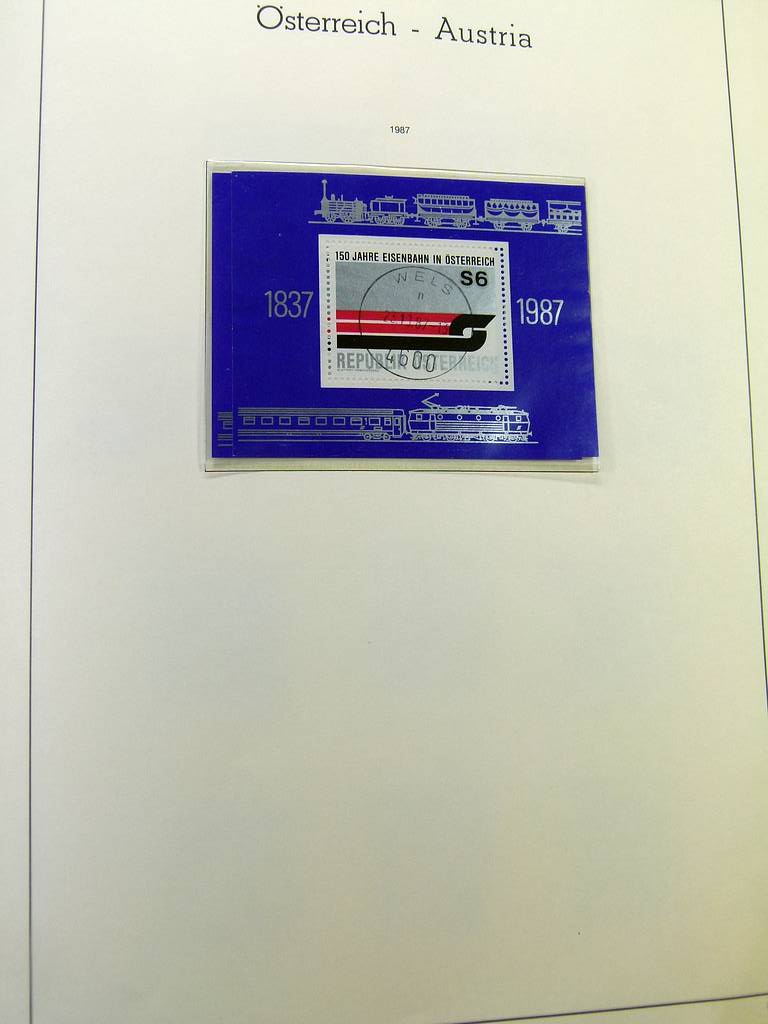 Österreich - Austria
1987
150 JAHRE EISENBAHN IN ÖSTERREICH
S6
WELS
1837
1987
4600
REPUBLIK ÖSTERREICH